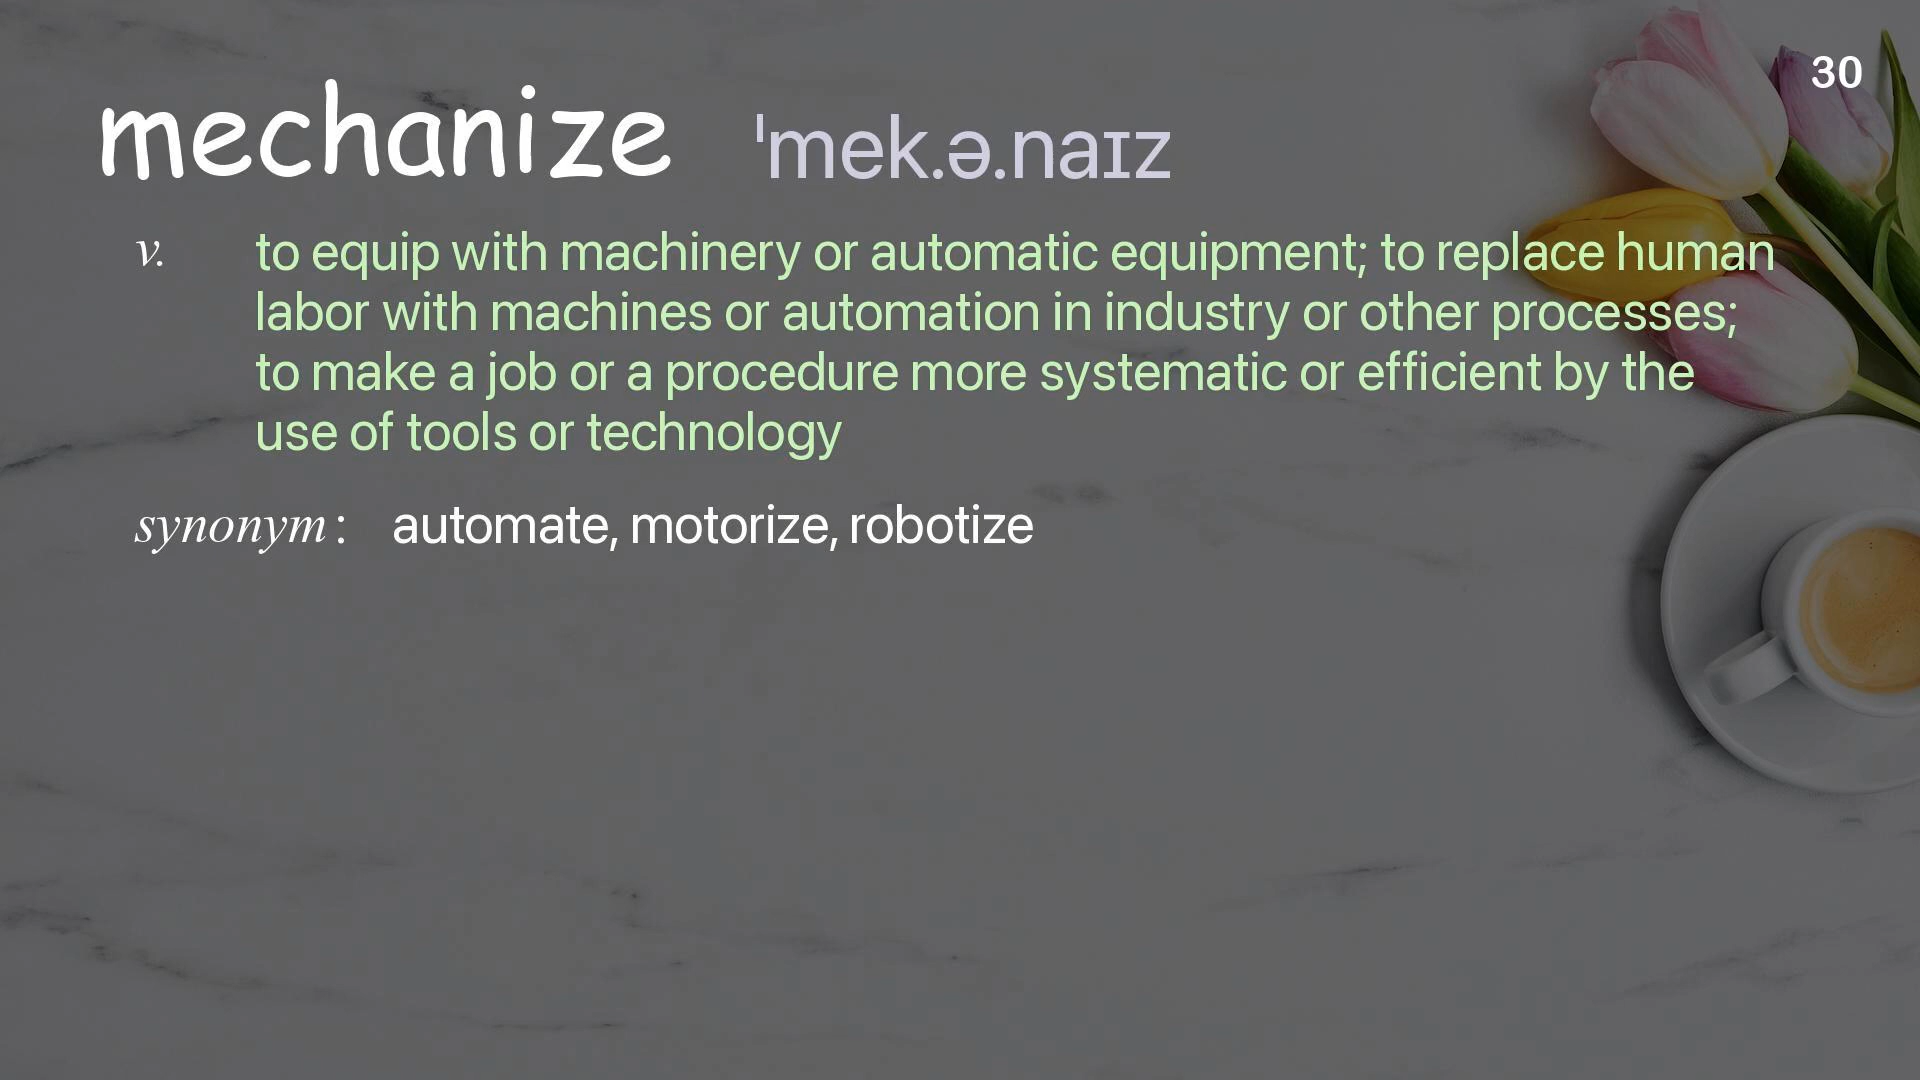 30
mechanize ˈmek.ə.naɪz
v. to equip with machinery or automatic equipment; to replace human
labor with machines or automation in industry or other processes;
to make a job or a procedure more systematic or efficient by the
use of tools or technology
synonym : automate, motorize, robotize